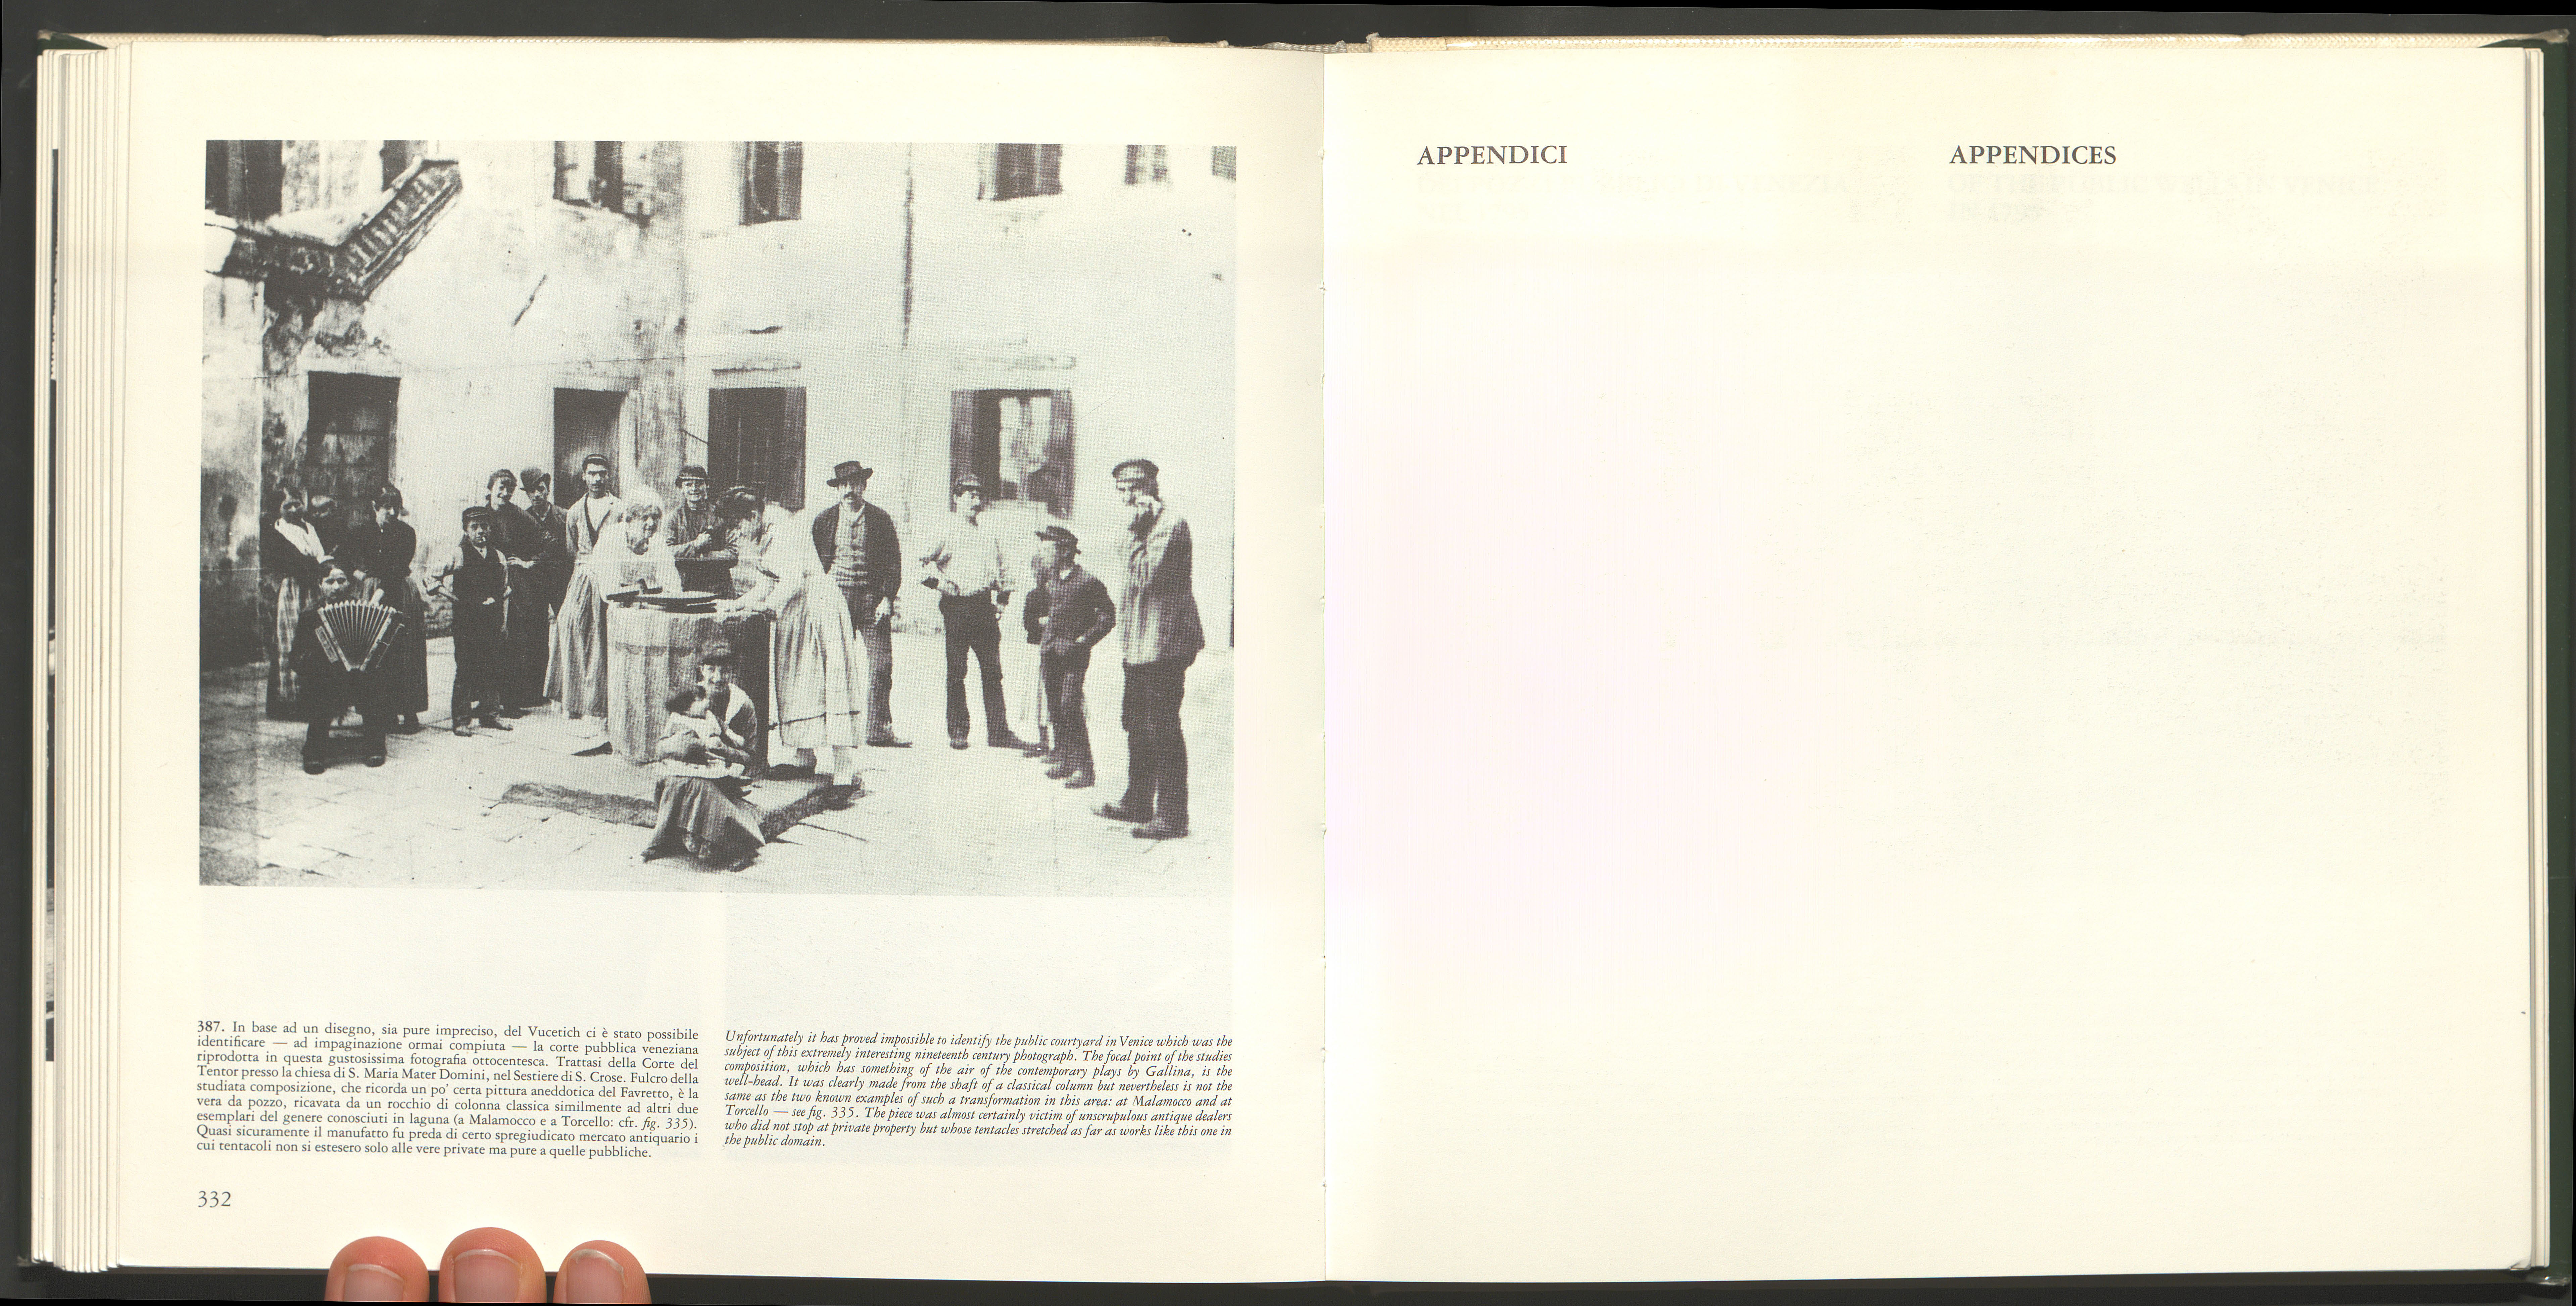 387. In base ad un disegno, sia pure impreciso, del Vucetich ci è stato possibile
identificare — ad impaginazione ormai compiuta — la corte pubblica veneziana
riprodotta in questa gustosissima fotografia ottocentesca. Trattasi della Corte del
Tentor presso la chiesa di S. Maria Mater Domini, nel Sestiere di S. Crose. Fulcro della
studiata composizione, che ricorda un po' certa pittura aneddotica del Favretto, è la
vera da pozzo, ricavata da un rocchio di colonna classica similmente ad altri due
esemplari del genere conosciuti in laguna (a Malamocco e a Torcello: cfr. fig. 335).
Quasi sicuramente il manufatto fu preda di certo spregiudicato mercato antiquario i
cui tentacoli non si estesero solo alle vere private ma pure a quelle pubbliche.
Unfortunately it has proved impossible to identify the public courtyard in Venice which was the
subject of this extremely interesting nineteenth century photograph. The focal point of the studies
composition, which has something of the air of the contemporary plays by Gallina, is the
well-head. It was clearly made from the shaft of a classical column but nevertheless is not the
same as the two known examples of such a transformation in this area: at Malamocco and at
Torcello — see fig. 335. The piece was almost certainly victim of unscrupulous antique dealers
who did not stop at private property but whose tentacles stretched as far as works like this one in
the public domain.
332
APPENDICI
APPENDICES